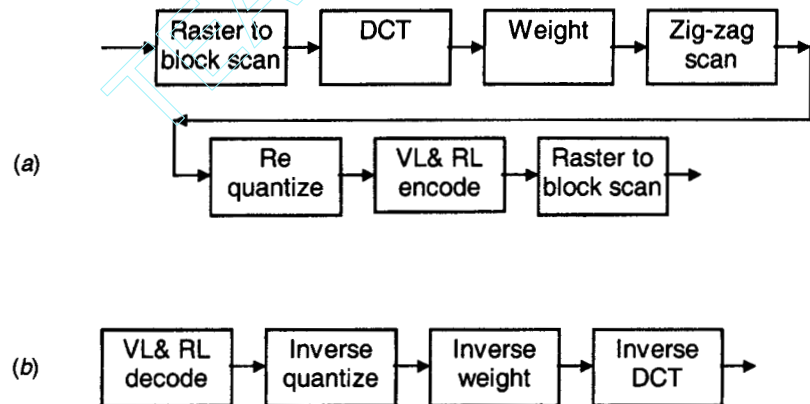 Raster to
block scan
DCT
Weight
Zig-zag
scan
(a)
Re
quantize
VL& RL
encode
Raster to
block scan
(b)
VL& RL
decode
Inverse
quantize
Inverse
weight
Inverse
DCT